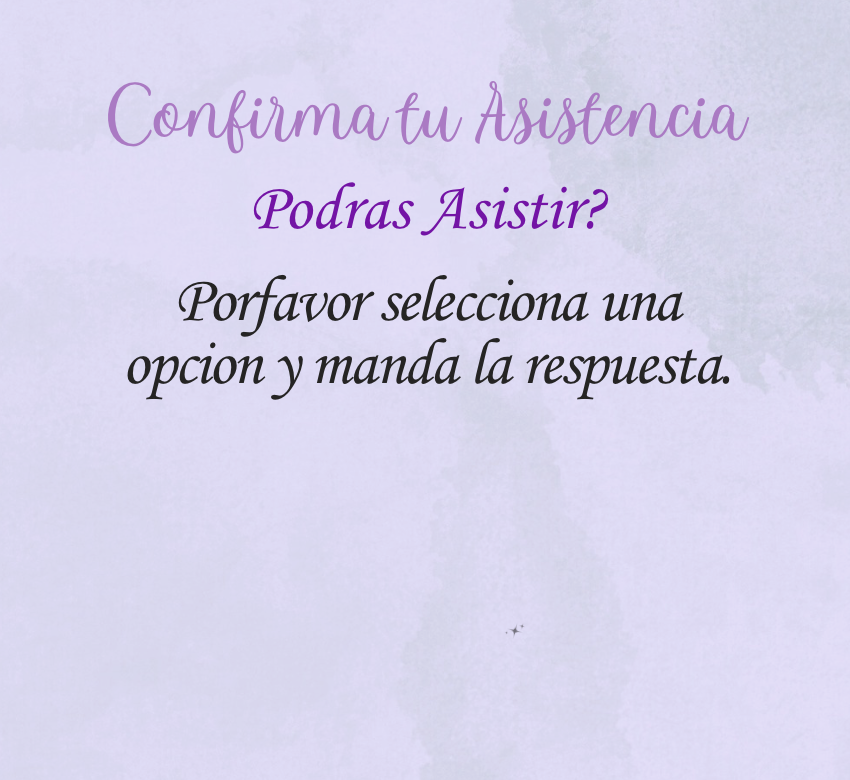 Confirma tu Asistencia
Podras Asistir?
Porfavor selecciona una
opcion y manda la respuesta.